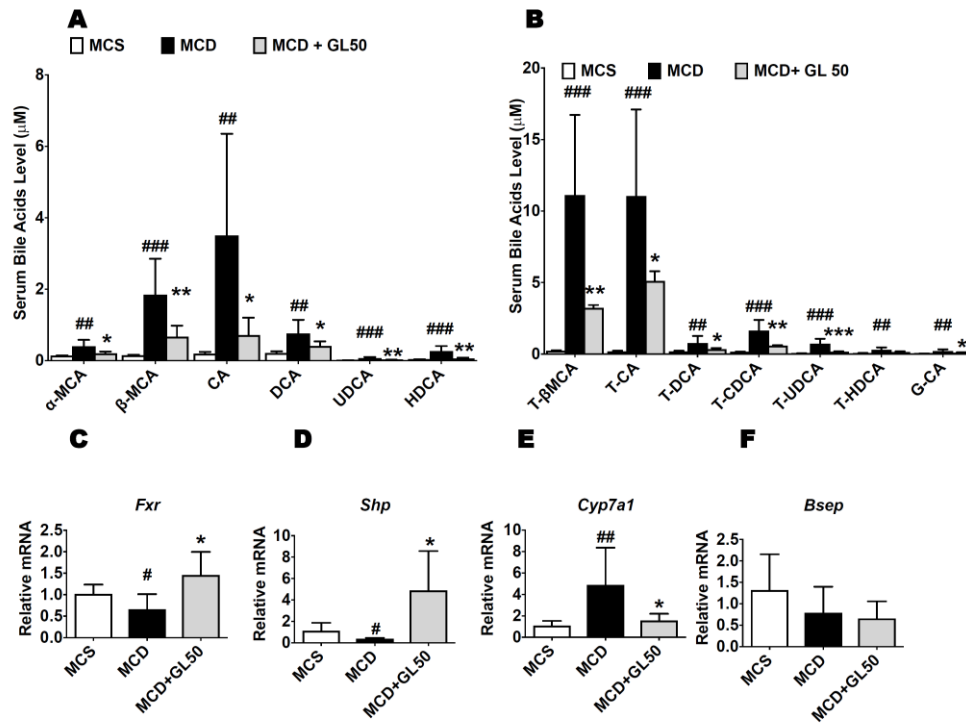 A
MCS MCD MCD + GL50
Serum Bile Acids Level (μM)
8
6
4
2
0
## ### ## ## ### ###
* ** * * ** **
α-MCA β-MCA CA DCA UDCA HDCA
B
MCS MCD MCD+ GL 50
Serum Bile Acids Level (μM)
20
15
10
5
0
### ### ## ### ### ## ##
** * * ** *** *
T-βMCA T-CA T-DCA T-CDCA T-UDCA T-HDCA G-CA
C
Fxr
Relative mRNA
2.5
2.0
1.5
1.0
0.5
0.0
# *
MCS MCD MCD+GL50
D
Shp
Relative mRNA
10
8
6
4
2
0
# *
MCS MCD MCD+GL50
E
Cyp7a1
Relative mRNA
10
8
6
4
2
0
## *
MCS MCD MCD+GL50
F
Bsep
Relative mRNA
2.5
2.0
1.5
1.0
0.5
0.0
MCS MCD MCD+GL50